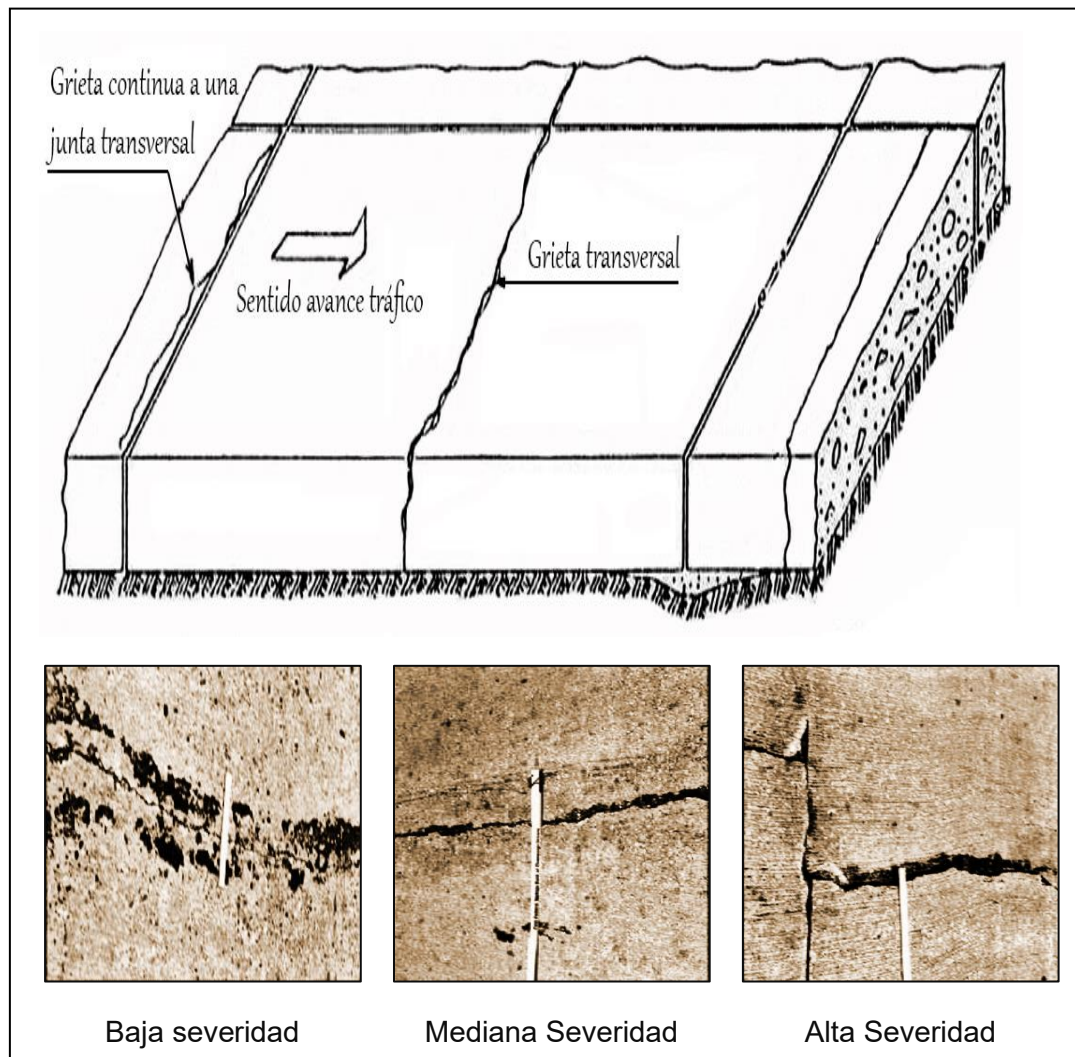 Grieta continua a una
junta transversal
Grieta transversal
Sentido avance tráfico
Baja severidad
Mediana Severidad
Alta Severidad